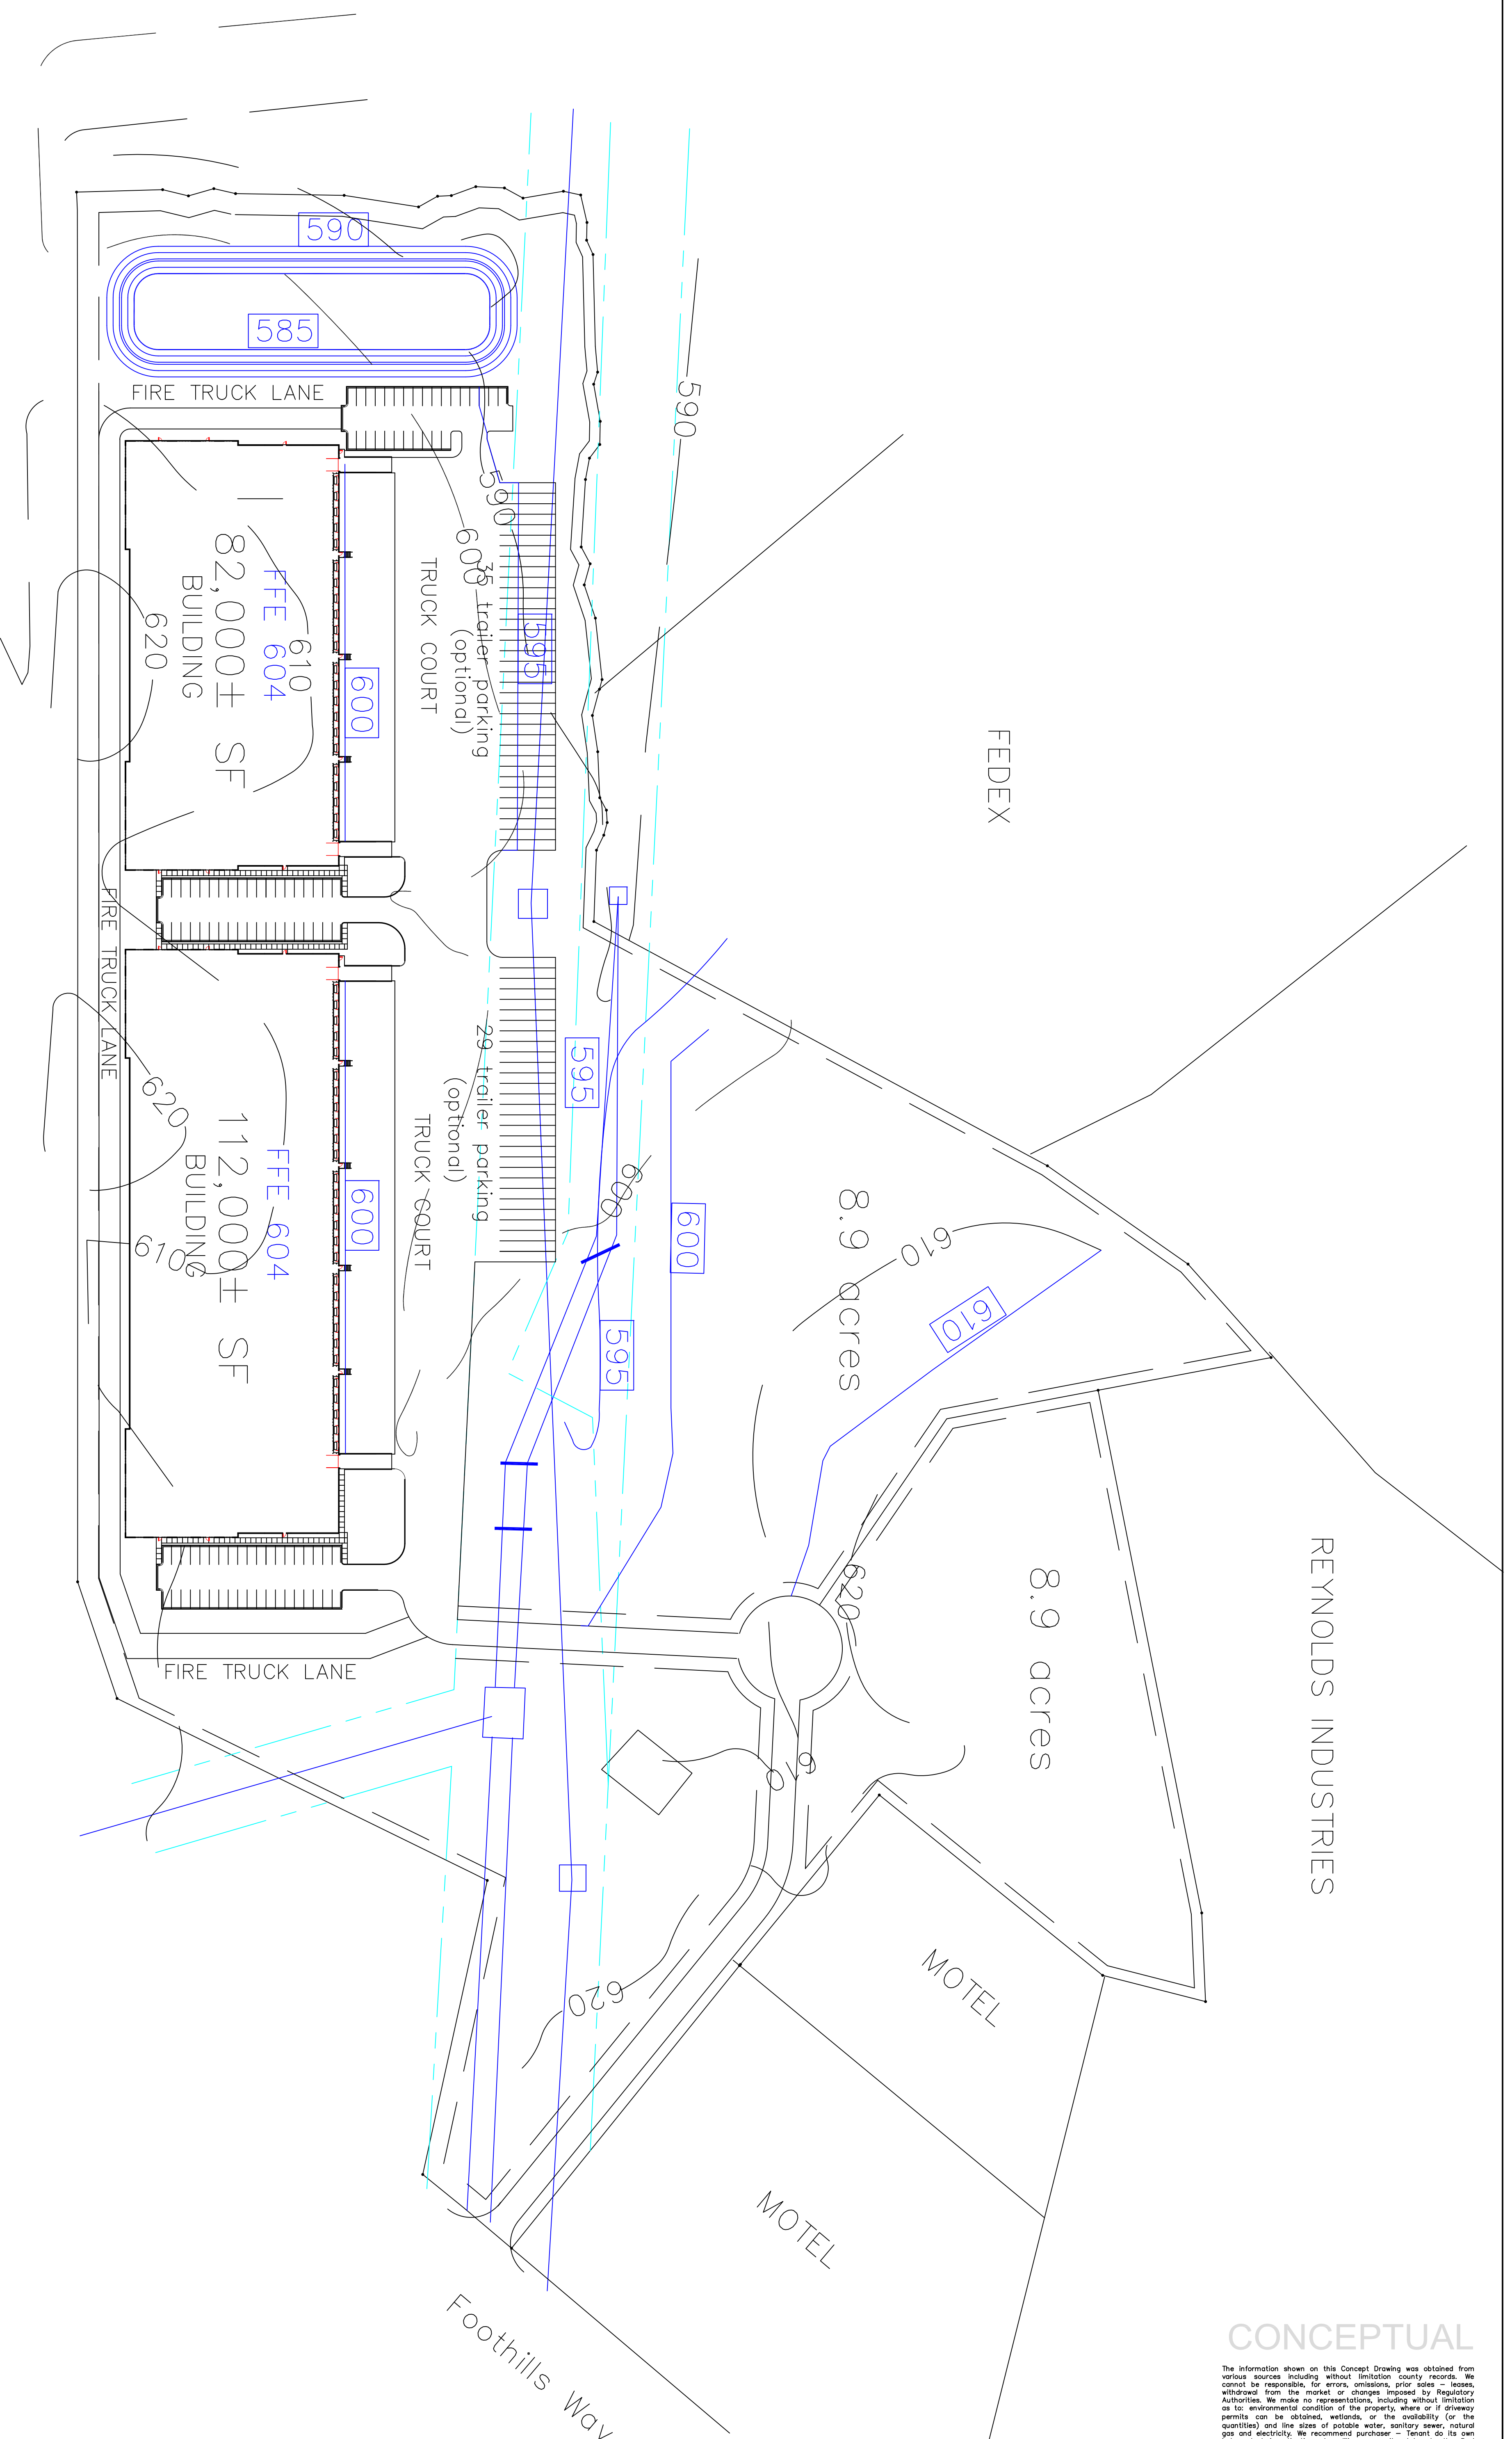 590
585
FIRE TRUCK LANE
590
590
600
35 trailer parking
(optional)
TRUCK COURT
595
82,000± SF
BUILDING
FFE 604
610
620
600
FEDEX
FIRE TRUCK LANE
29 trailer parking
(optional)
TRUCK COURT
595
620
112,000± SF
BUILDING
FFE 604
610
600
600
600
595
8.9 acres
610
610
8.9 acres
REYNOLDS INDUSTRIES
620
FIRE TRUCK LANE
619
620
MOTEL
MOTEL
Foothills Way
CONCEPTUAL
The information shown on this Concept Drawing was obtained from
various sources including without limitation county records. We
cannot be responsible, for errors, omissions, prior sales – leases,
withdrawal from the market or changes imposed by Regulatory
Authorities. We make no representations, including without limitation
as to: environmental condition of the property, where or if driveway
permits can be obtained, wetlands, or the availability (or the
quantities) and line sizes of potable water, sanitary sewer, natural
gas and electricity. We recommend purchaser – Tenant do its own